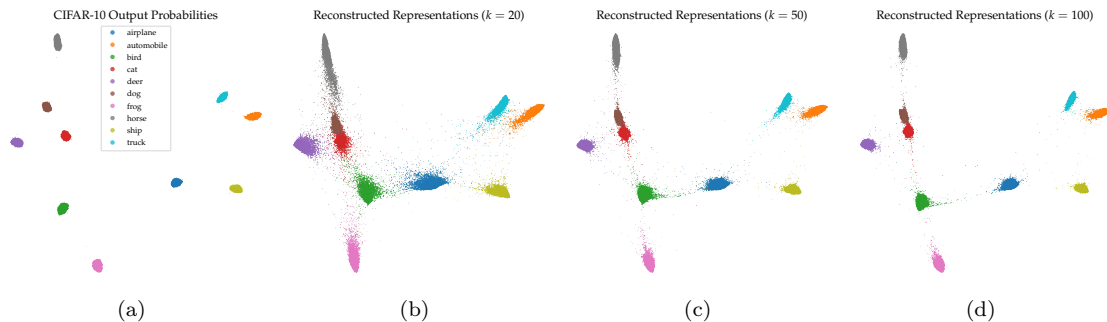 CIFAR-10 Output Probabilities
airplane
automobile
bird
cat
deer
dog
frog
horse
ship
truck
(a)
Reconstructed Representations (k = 20)
(b)
Reconstructed Representations (k = 50)
(c)
Reconstructed Representations (k = 100)
(d)